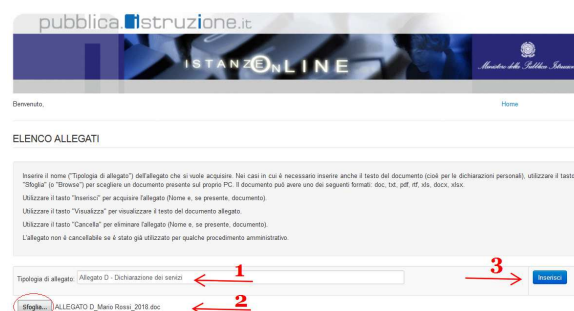 pubblica.istruzione.it
ISTANZE ONLINE
Ministero della Pubblica Istruzione
Benvenuto,
Home
ELENCO ALLEGATI
Inserire il nome ("Tipologia di allegato") dell'allegato che si vuole acquisire. Nei casi in cui è necessario inserire anche il testo del documento (cioè per le dichiarazioni personali), utilizzare il tasto
"Sfoglia" (o "Browse") per scegliere un documento presente sul proprio PC. Il documento può avere uno dei seguenti formati: doc, txt, pdf, rtf, xls, docx, xlsx.
Utilizzare il tasto "Inserisci" per acquisire l'allegato (Nome e, se presente, documento).
Utilizzare il tasto "Visualizza" per visualizzare il testo del documento allegato.
Utilizzare il tasto "Cancella" per eliminare l'allegato (Nome e, se presente, documento).
L'allegato non è cancellabile se è stato già utilizzato per qualche procedimento amministrativo.
Tipologia di allegato: Allegato D - Dichiarazione dei servizi 1 3 Inserisci
Sfoglia... ALLEGATO D_Mario Rossi_2018.doc 2